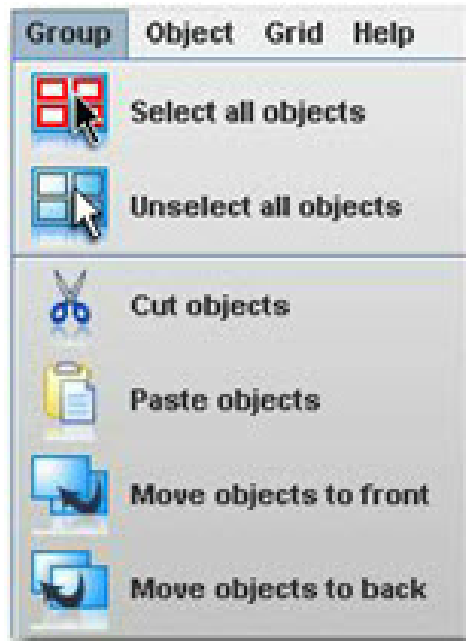 Group Object Grid Help
Select all objects
Unselect all objects
Cut objects
Paste objects
Move objects to front
Move objects to back